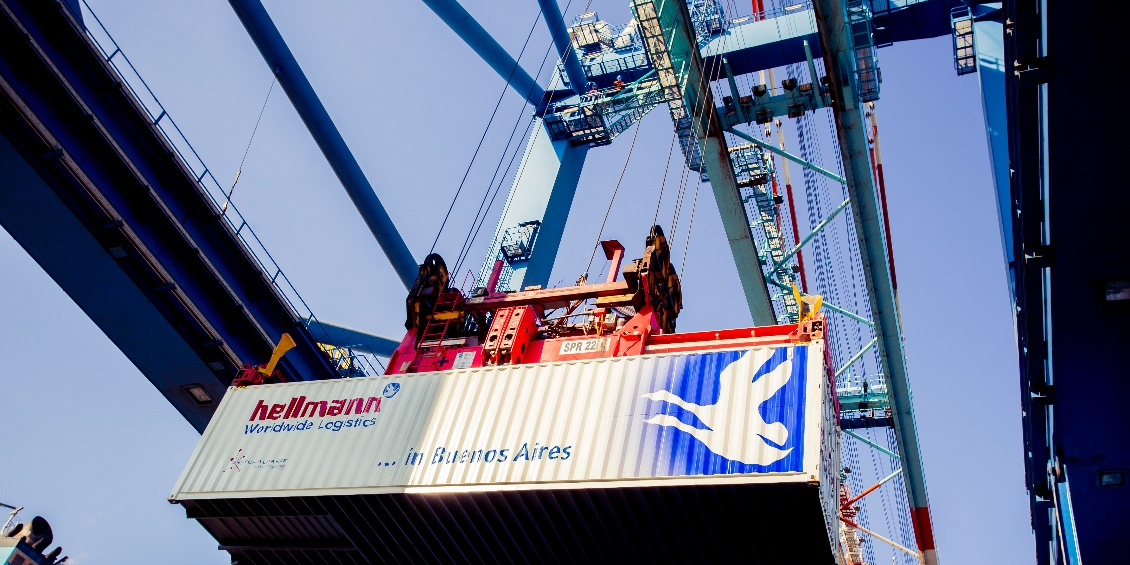 SPR 22
hellmann
Worldwide Logistics
... in Buenos Aires